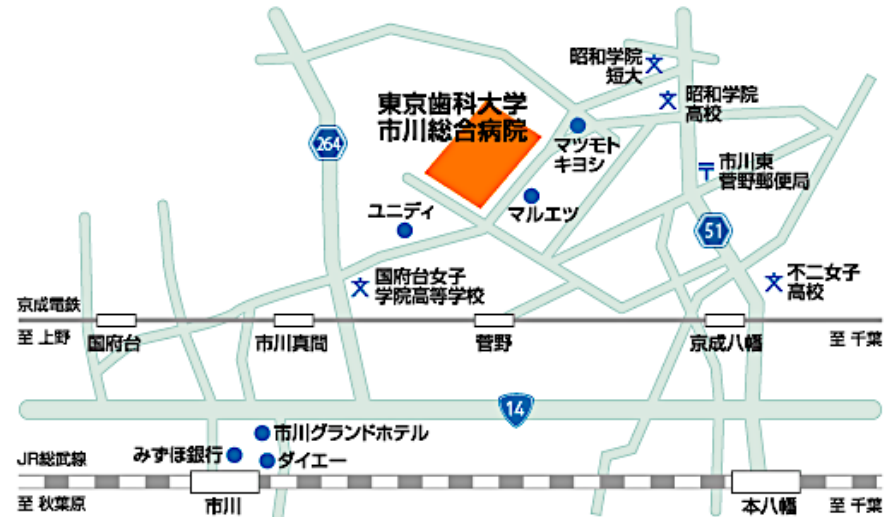 昭和学院
短大
昭和学院
高校
東京歯科大学
市川総合病院
264
マツモト
キヨシ
市川東
菅野郵便局
ユニディ
マルエツ
51
国府台女子
学院高等学校
不二女子
高校
京成電鉄
至 上野
国府台
市川真間
菅野
京成八幡
至 千葉
14
市川グランドホテル
みずほ銀行
ダイエー
JR総武線
至 秋葉原
市川
本八幡
至 千葉